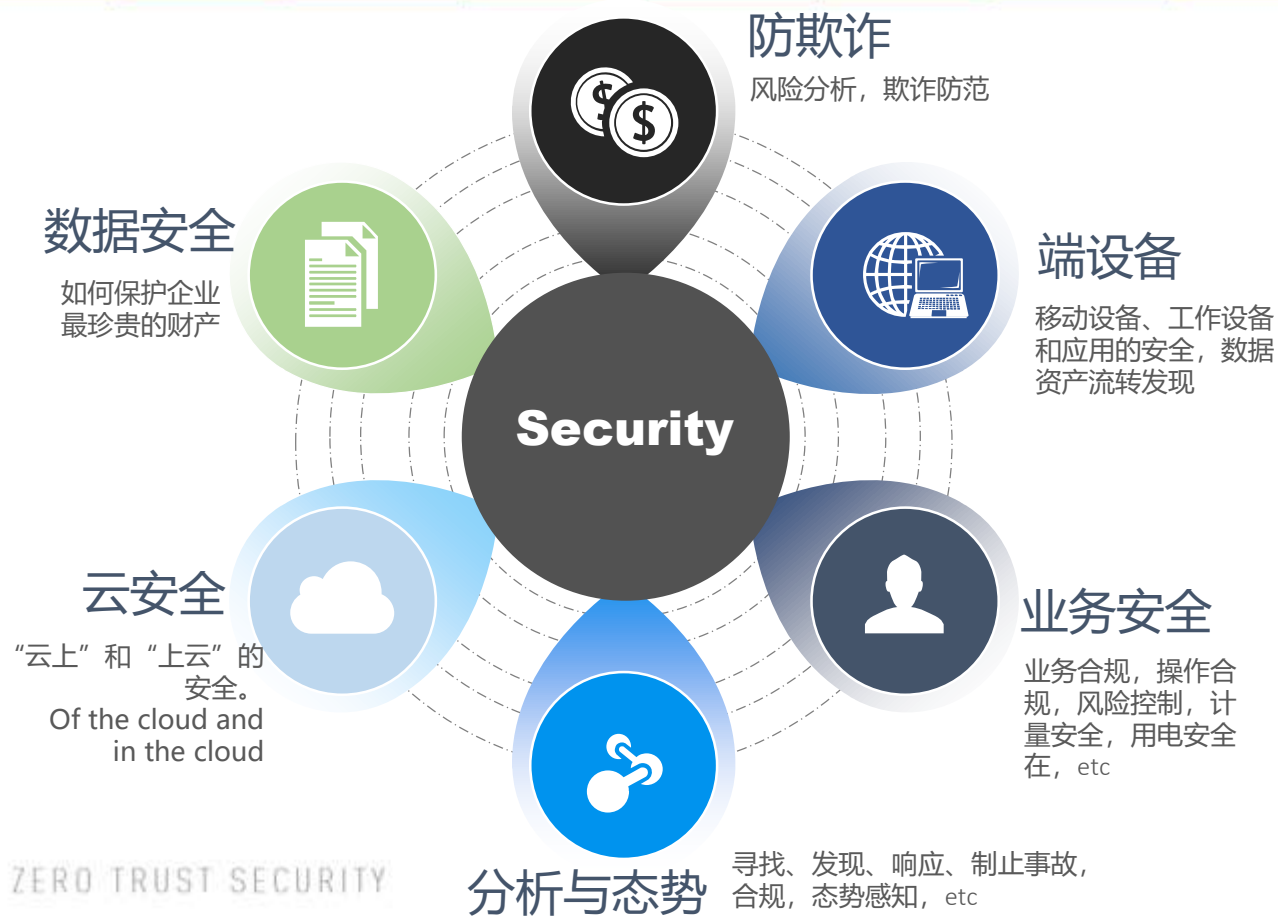 防欺诈
风险分析，欺诈防范
数据安全
如何保护企业
最珍贵的财产
端设备
移动设备、工作设备
和应用的安全，数据
资产流转发现
$
$
Security
云安全
“云上”和“上云”的
安全。
Of the cloud and
in the cloud
业务安全
业务合规，操作合
规，风险控制，计
量安全，用电安全
在，etc
分析与态势
寻找、发现、响应、制止事故，
合规，态势感知，etc
ZERO TRUST SECURITY